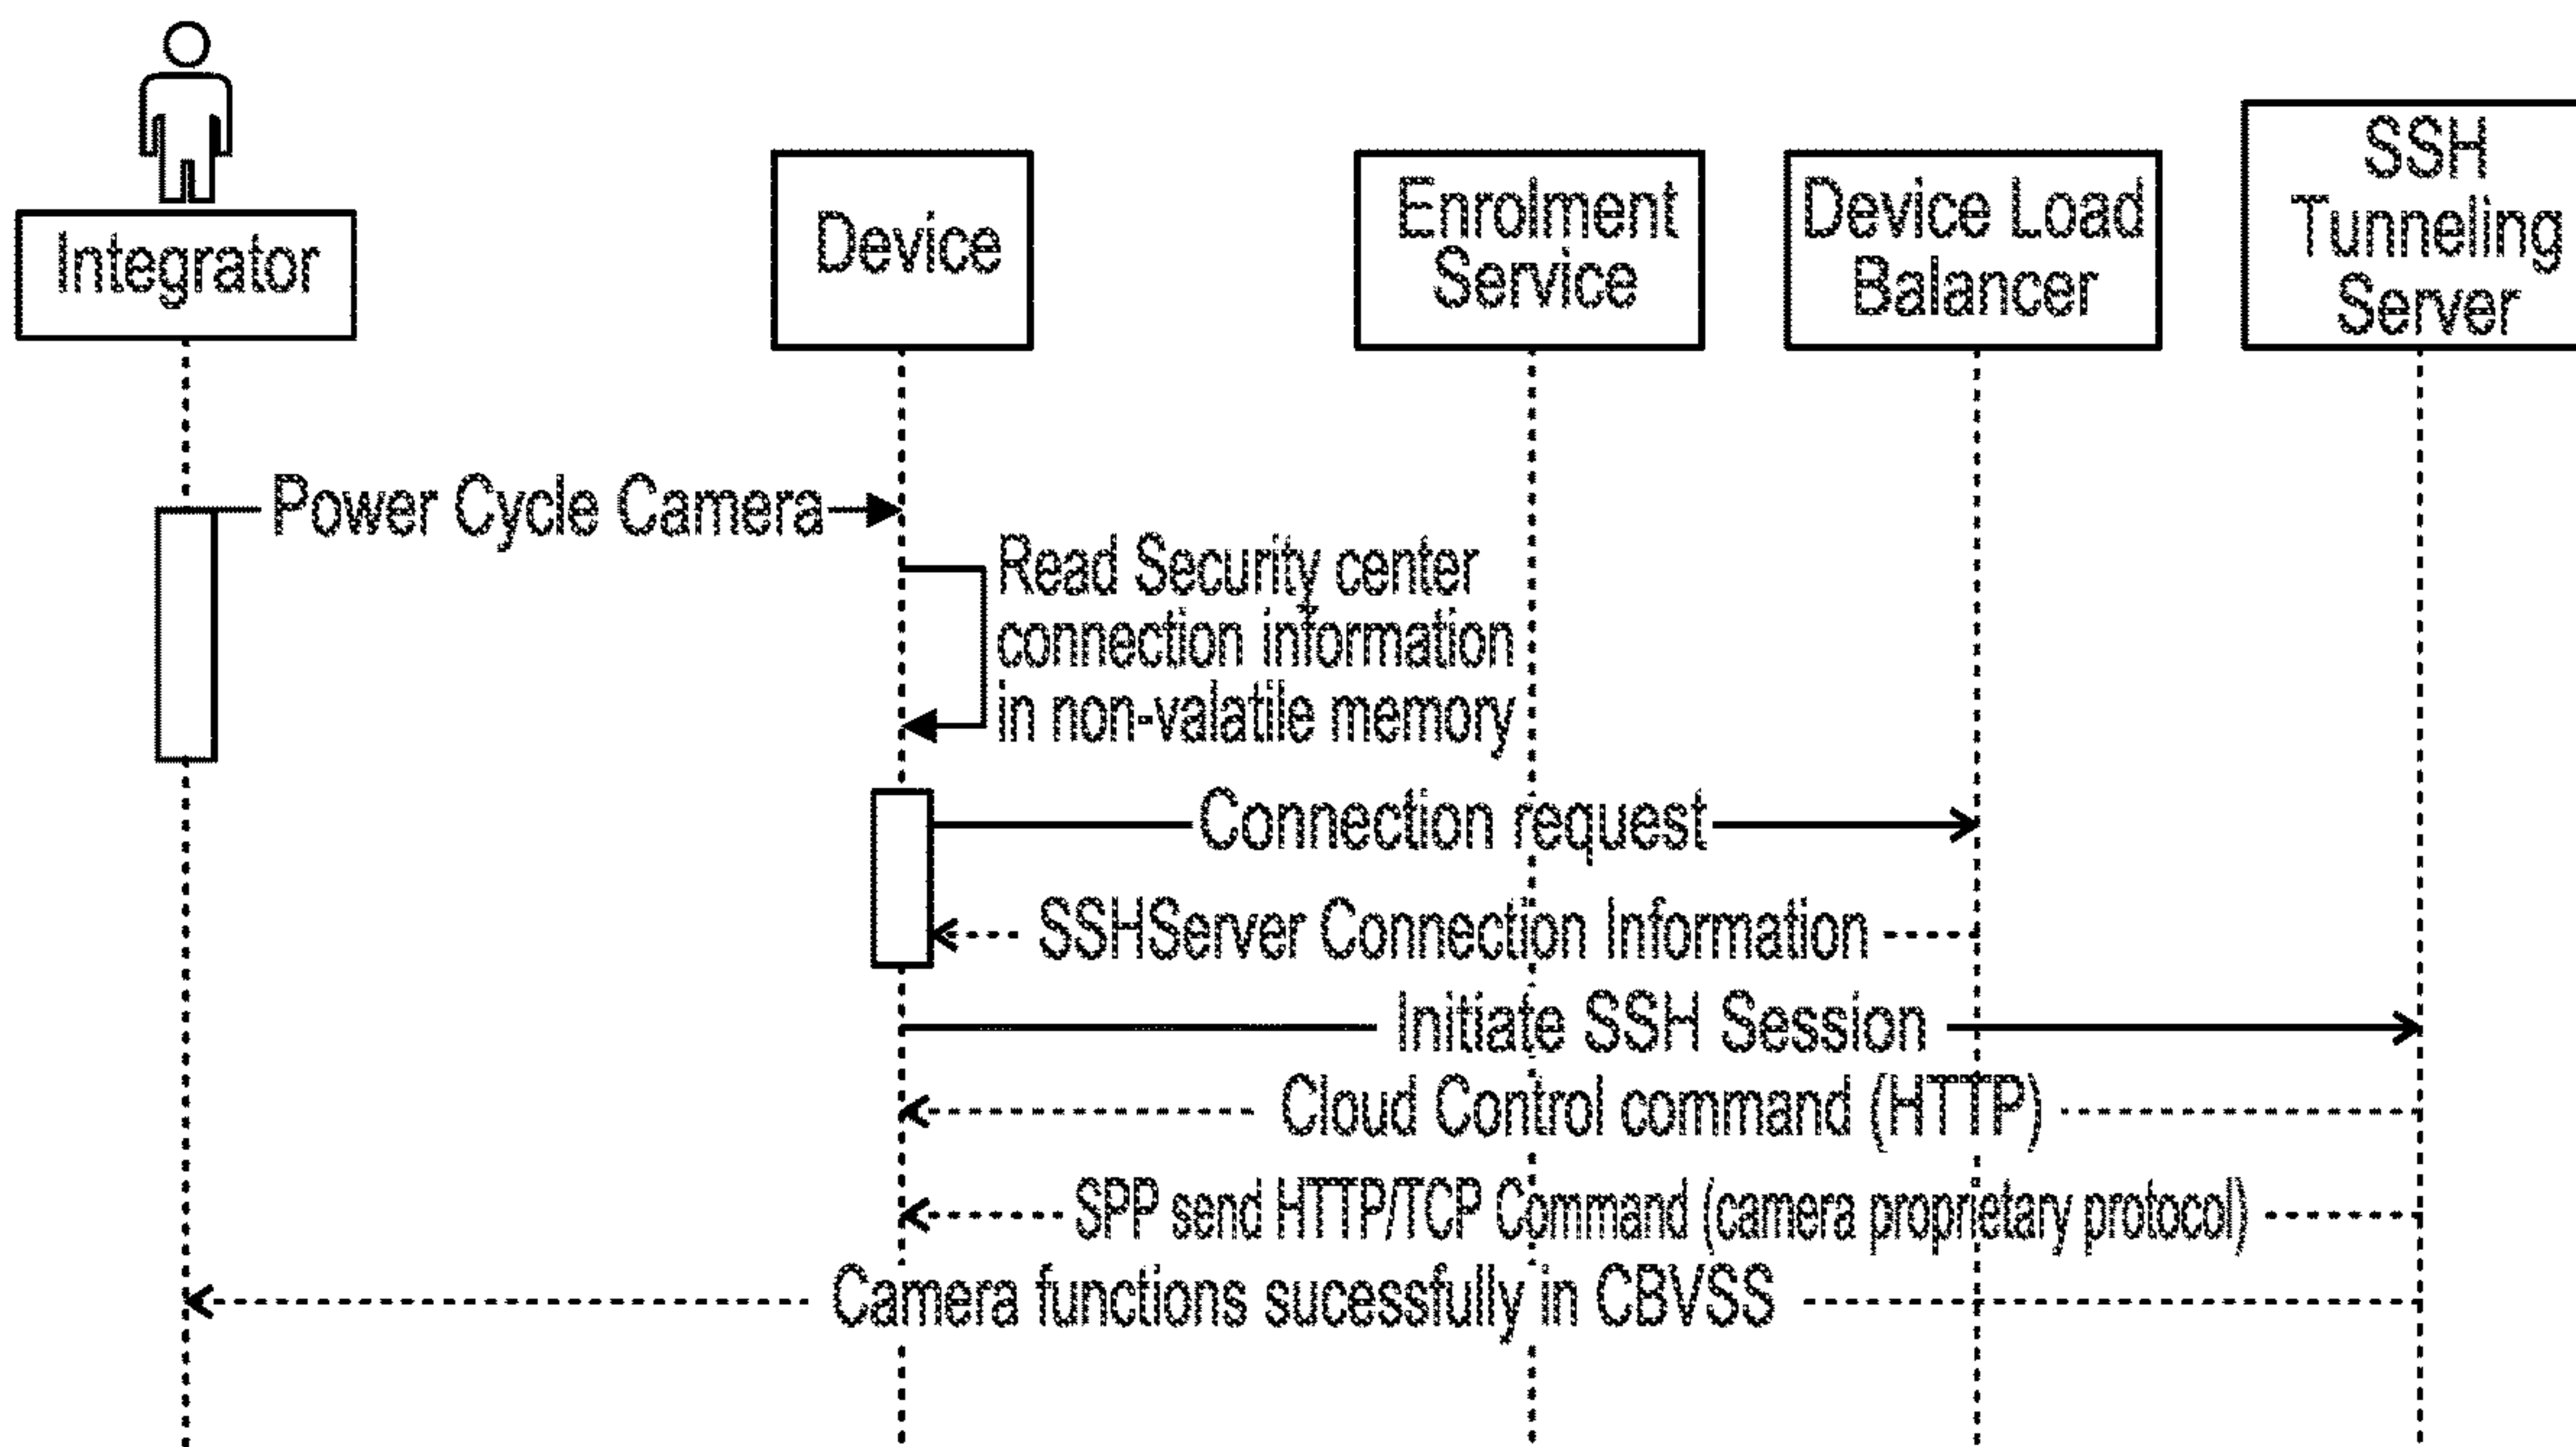 Integrator
Device
Enrolment
Service
Device Load
Balancer
SSH
Tunneling
Server
Power Cycle Camera
Read Security center
connection information
in non-valatile memory
Connection request
SSHServer Connection Information
Initiate SSH Session
Cloud Control command (HTTP)
SPP send HTTP/TCP Command (camera proprietary protocol)
Camera functions sucessfully in CBVSS